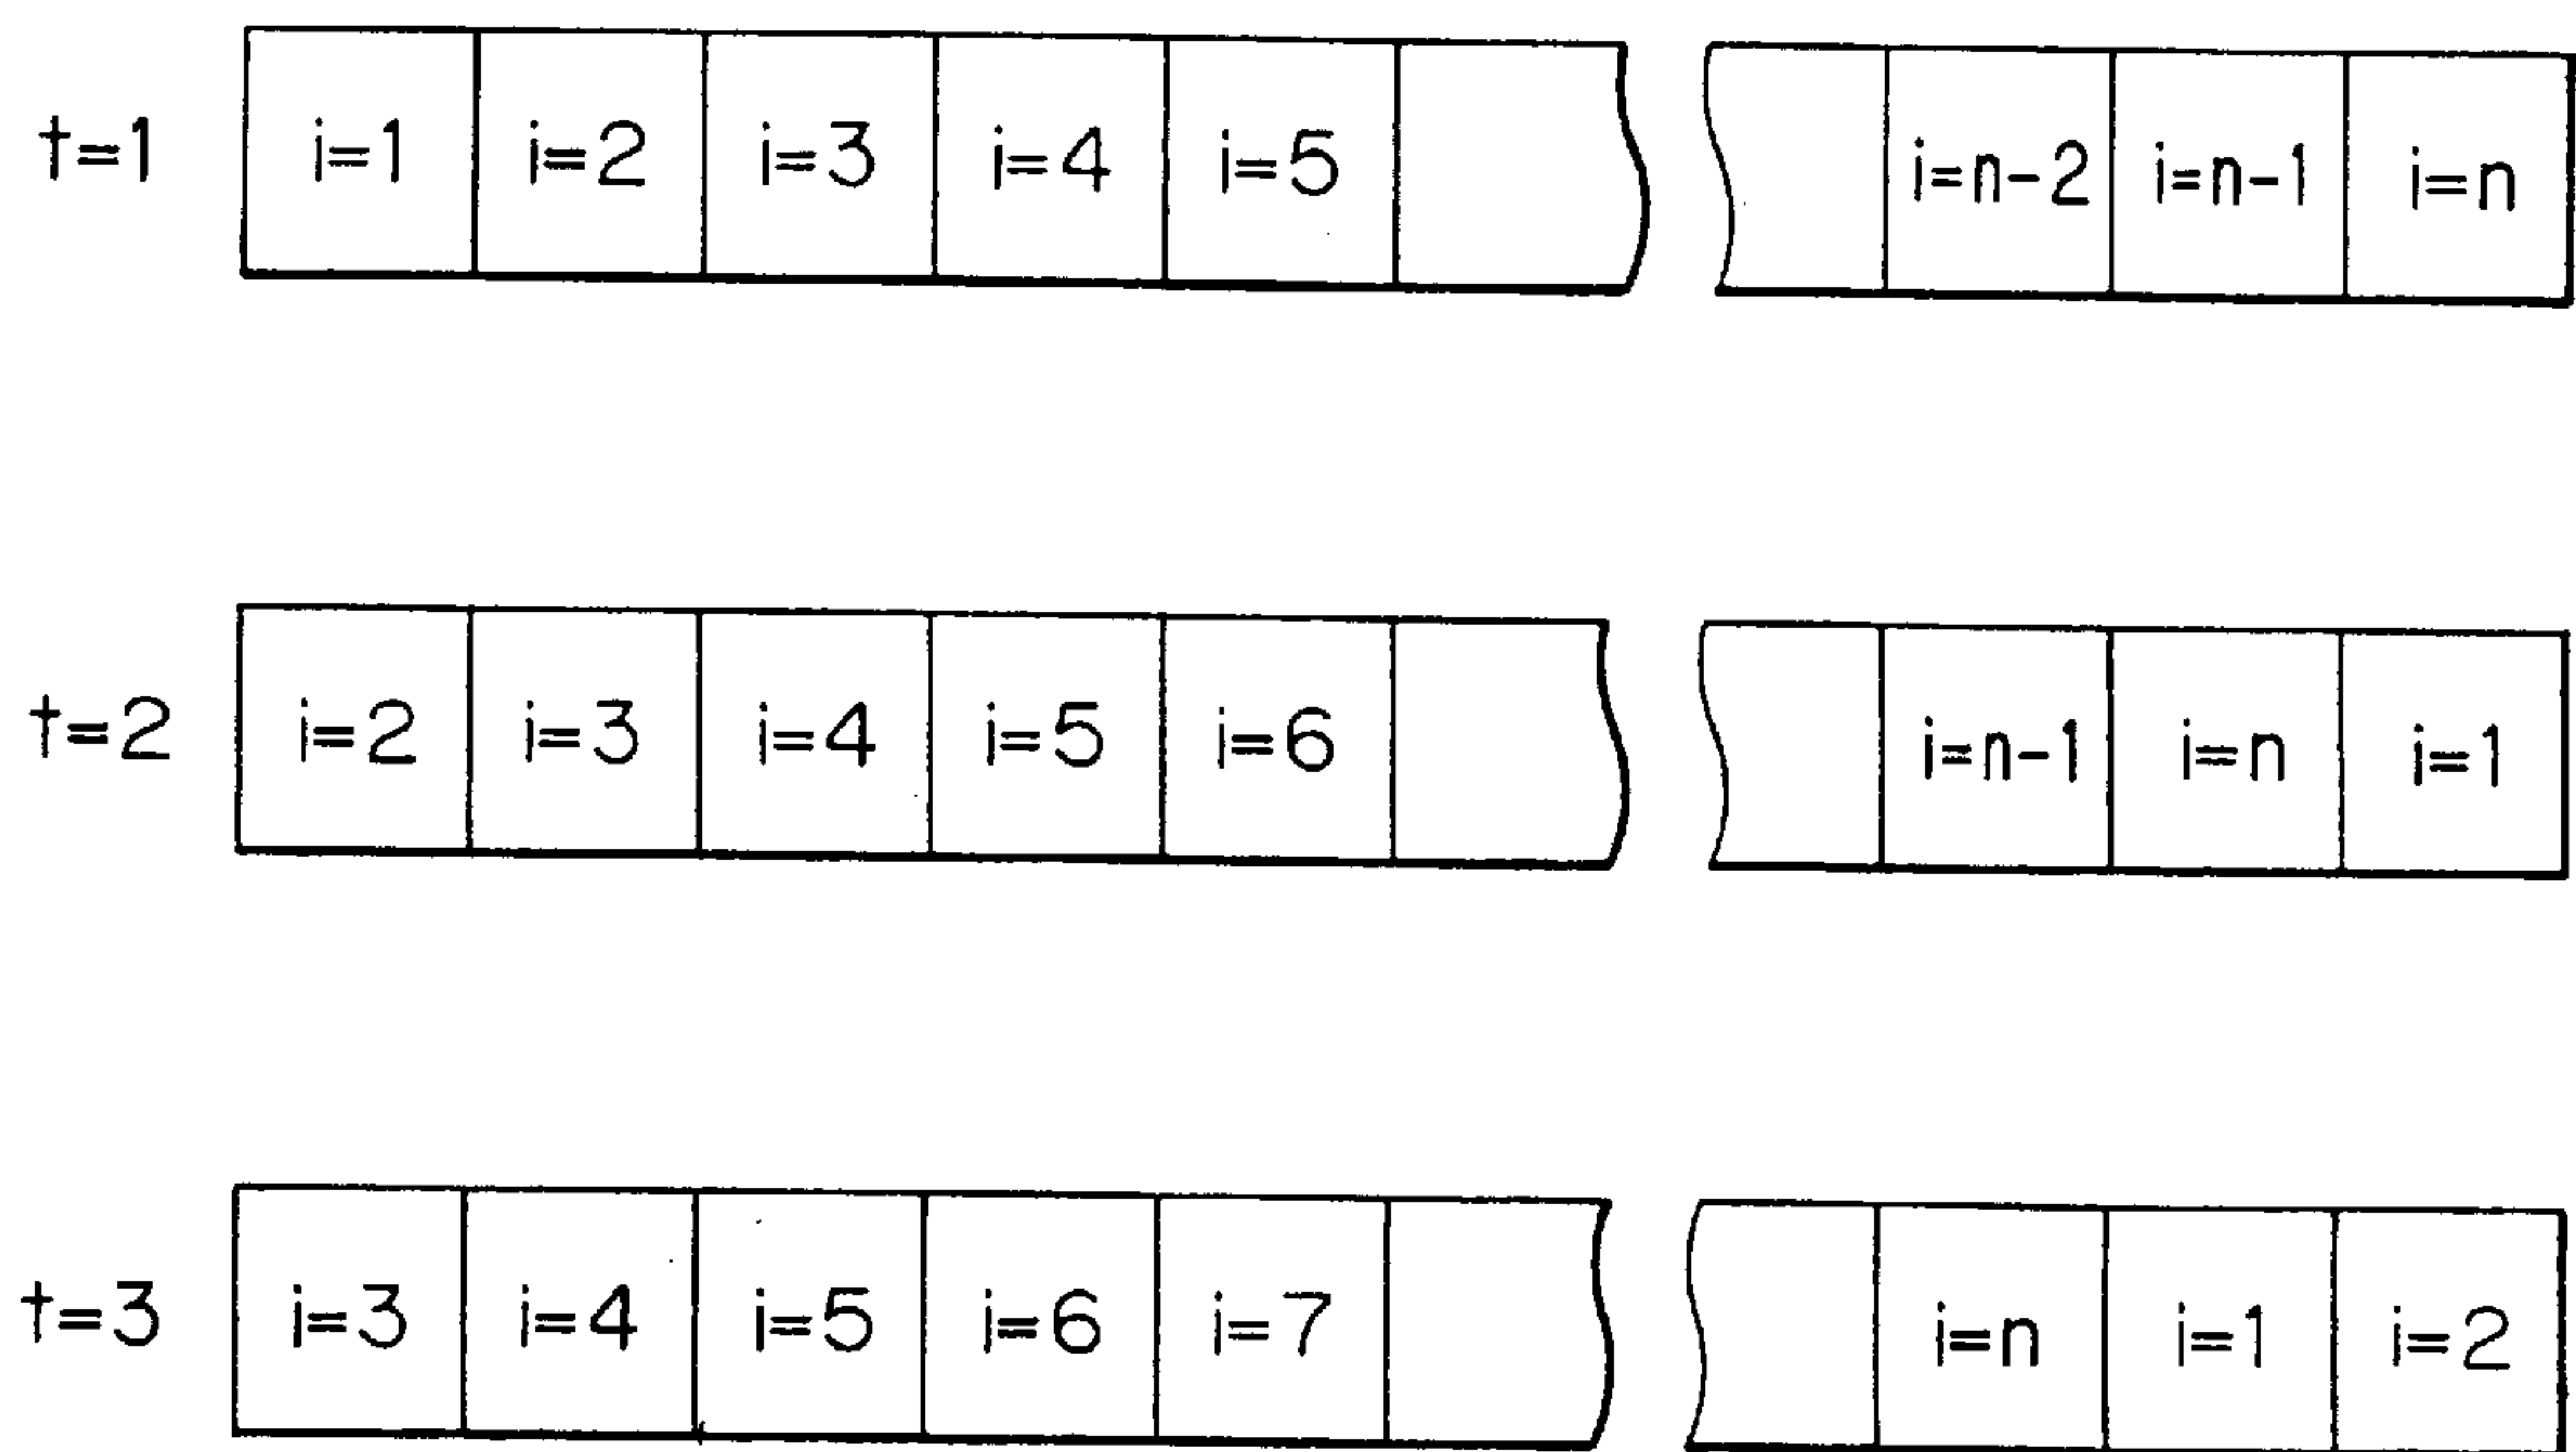 t=1 i=1 i=2 i=3 i=4 i=5 i=n-2 i=n-1 i=n
t=2 i=2 i=3 i=4 i=5 i=6 i=n-1 i=n i=1
t=3 i=3 i=4 i=5 i=6 i=7 i=n i=1 i=2